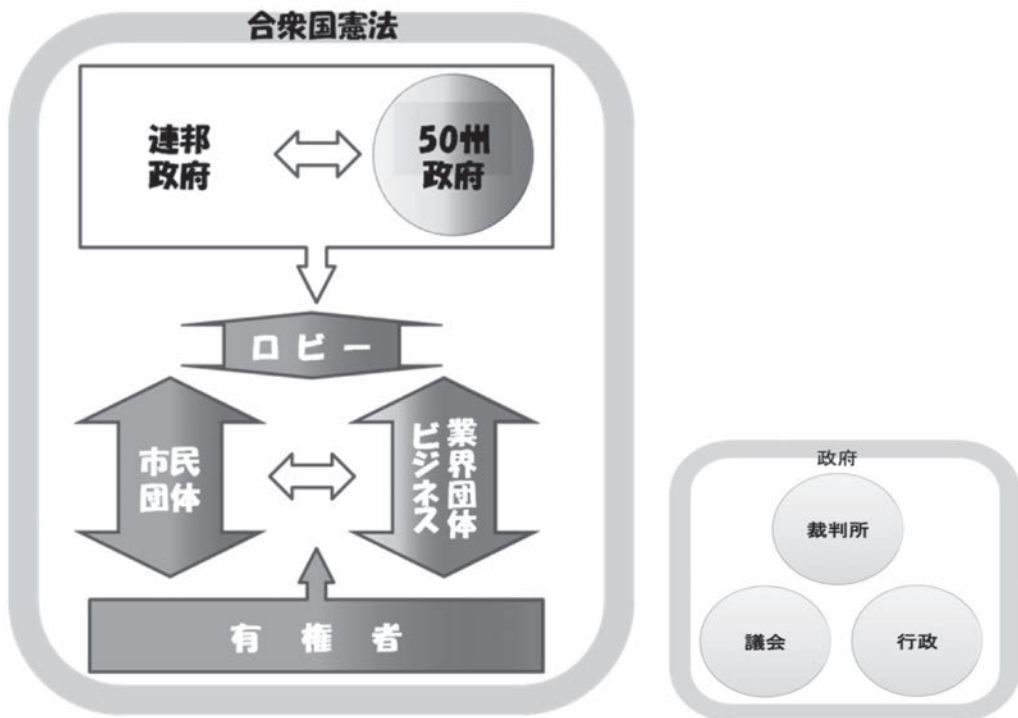 合衆国憲法
連邦
政府
50州
政府
ロビー
市民
団体
業界団体
ビジネス
有権者
政府
裁判所
議会
行政